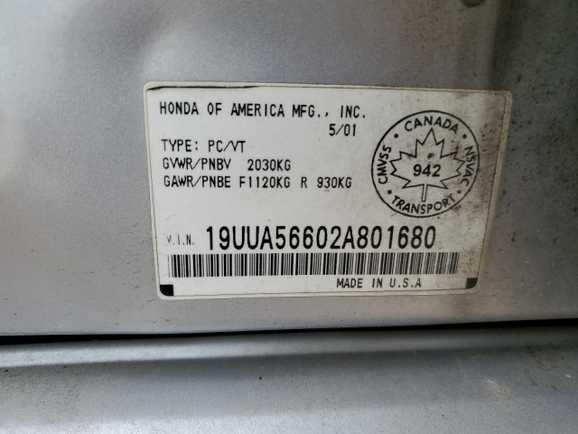 HONDA OF AMERICA MFG., INC.
5/01
TYPE: PC/VT
GVWR/PNBV 2030KG
GAWR/PNBE F1120KG R 930KG
CANADA
CMVSS
NSVAC
942
TRANSPORT
V.I.N. 19UUA56602A801680
MADE IN U.S.A